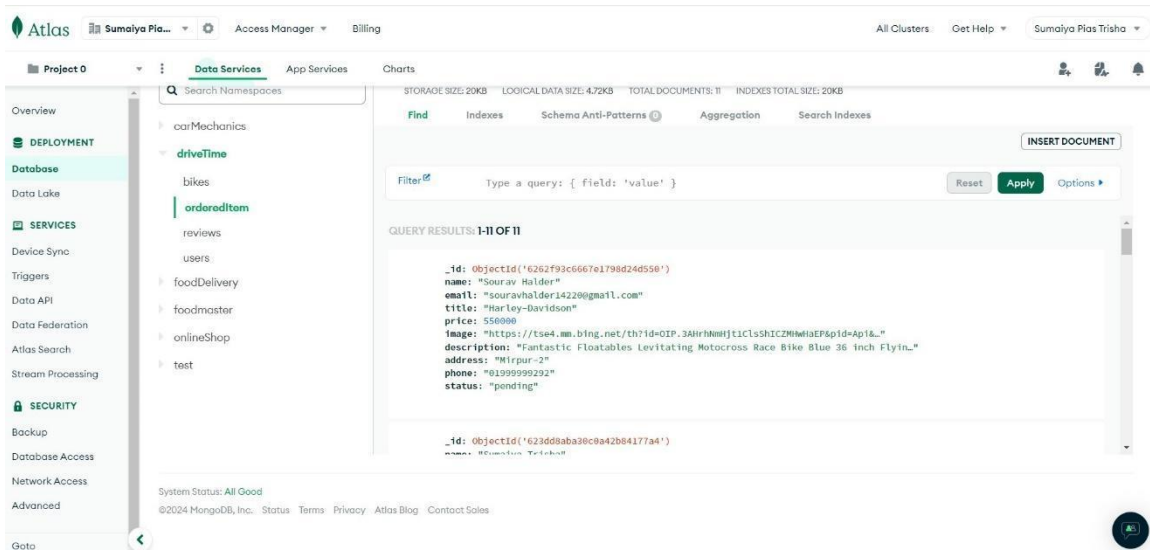 Atlas Sumaiya Pia... Access Manager Billing All Clusters Get Help Sumaiya Pias Trisha
Project 0 Data Services App Services Charts
Overview
DEPLOYMENT
Database
Data Lake
SERVICES
Device Sync
Triggers
Data API
Data Federation
Atlas Search
Stream Processing
SECURITY
Backup
Database Access
Network Access
Advanced
Goto
Search Namespaces
carMechanics
driveTime
bikes
orderedItem
reviews
users
foodDelivery
foodmaster
onlineShop
test
STORAGE SIZE: 20KB LOGICAL DATA SIZE: 4.72KB TOTAL DOCUMENTS: 11 INDEXES TOTAL SIZE: 20KB
Find Indexes Schema Anti-Patterns 0 Aggregation Search Indexes
INSERT DOCUMENT
Filter Type a query: { field: 'value' } Reset Apply Options
QUERY RESULTS: 1-11 OF 11
_id: ObjectId('6262f93c6667e1798d24d550')
name: "Sourav Halder"
email: "souravhalder14220@gmail.com"
title: "Harley-Davidson"
price: 550000
image: "https://tse4.mm.bing.net/th?id=OIP.3AHrhNmHjt1ClsShICZMHwHaEP&pid=Api&…"
description: "Fantastic Floatables Levitating Motocross Race Bike Blue 36 inch Flyin…"
address: "Mirpur-2"
phone: "01999999292"
status: "pending"
_id: ObjectId('623dd8aba30c0a42b84177a4')
name: "Sumaiya Trisha"
System Status: All Good
©2024 MongoDB, Inc. Status Terms Privacy Atlas Blog Contact Sales